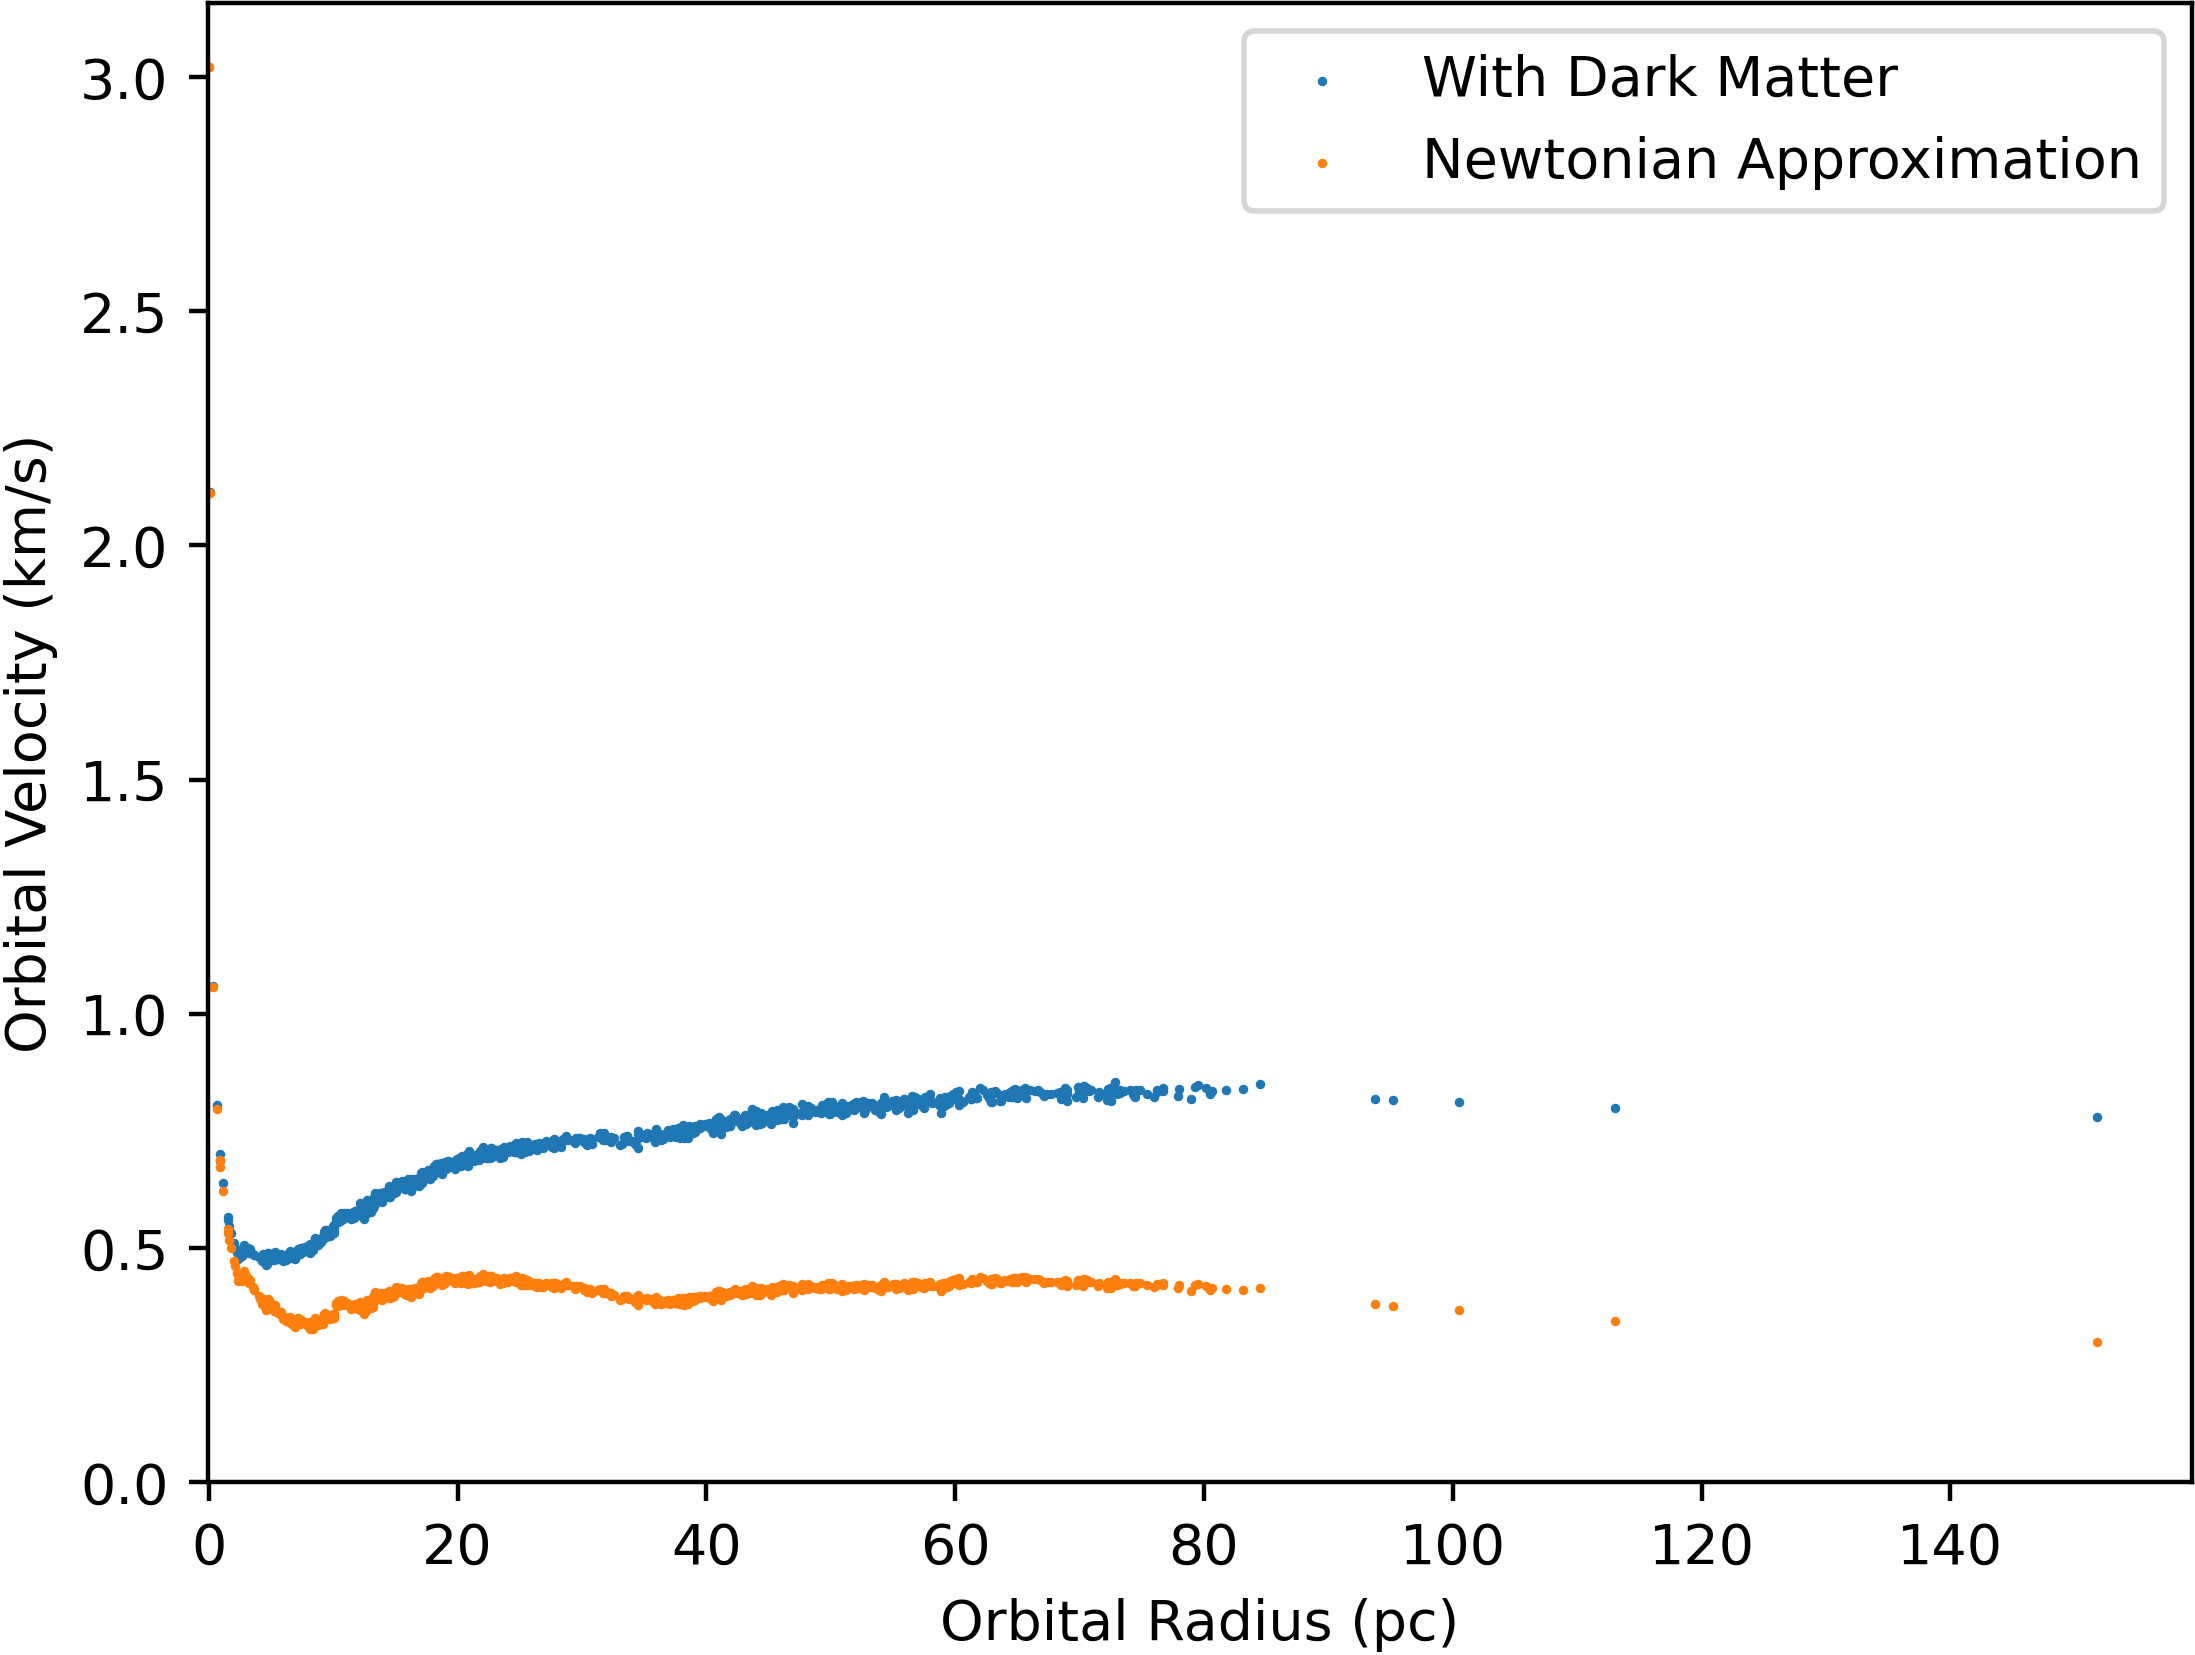 3.0
2.5
2.0
1.5
1.0
0.5
0.0
0 20 40 60 80 100 120 140
Orbital Velocity (km/s)
Orbital Radius (pc)
With Dark Matter
Newtonian Approximation